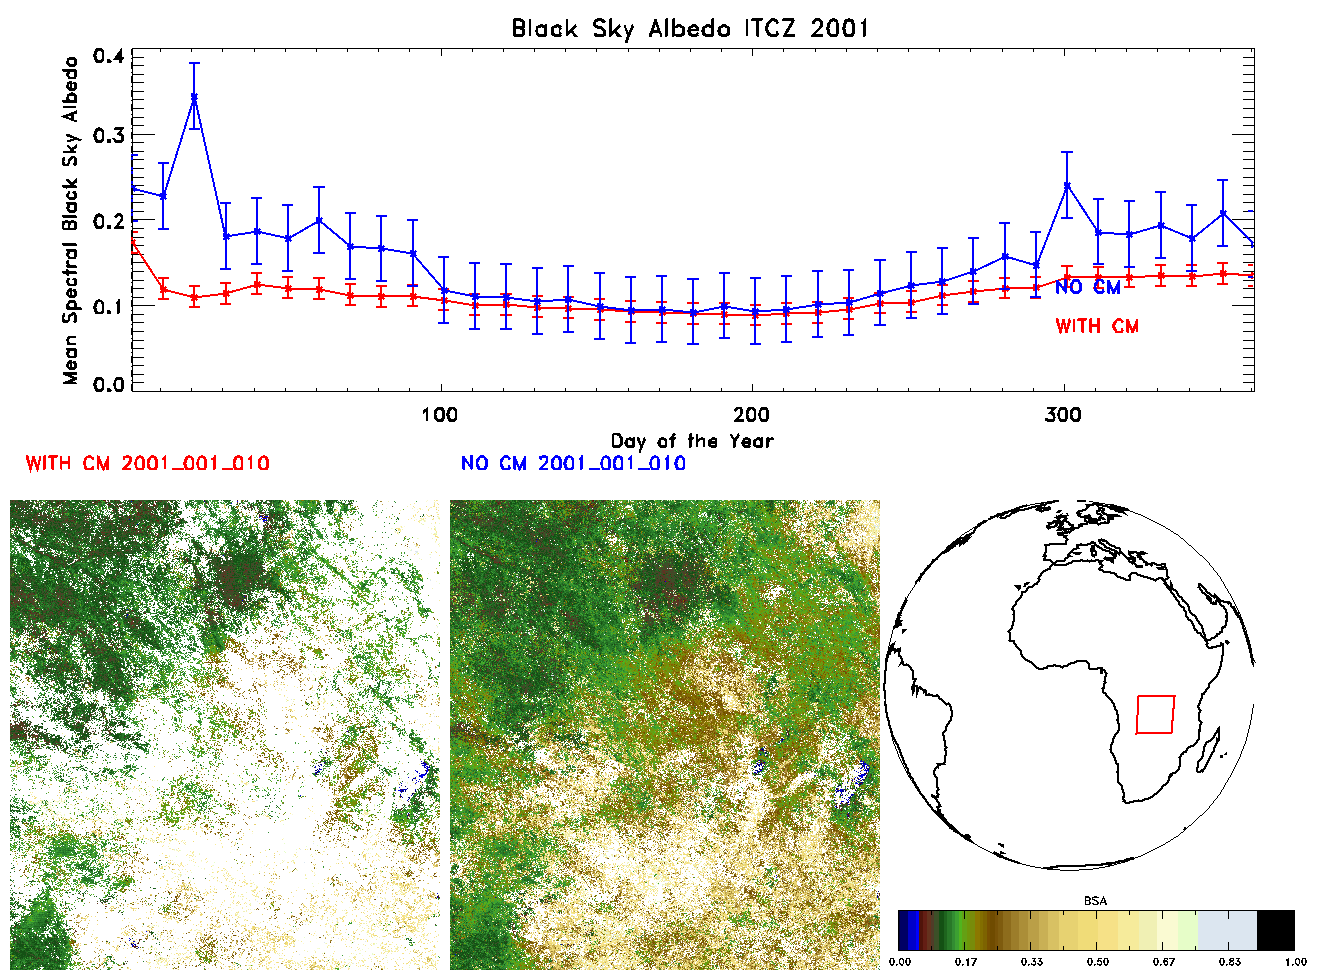 Black Sky Albedo ITCZ 2001
Mean Spectral Black Sky Albedo
0.4
0.3
0.2
0.1
0.0
NO CM
WITH CM
100 200 300
Day of the Year
WITH CM 2001_001_010 NO CM 2001_001_010
BSA
0.00 0.17 0.33 0.50 0.67 0.83 1.00